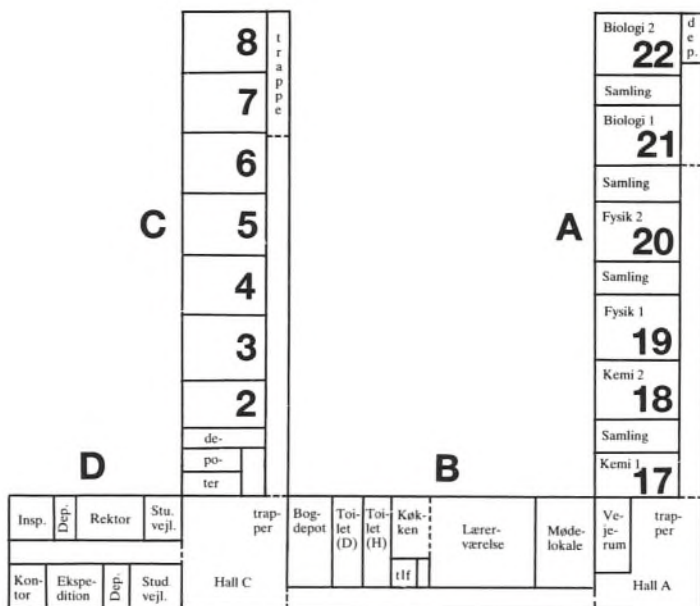 8
t
r
a
p
p
e
7
6
C
5
4
3
2
de-
po-
ter
Biologi 2
22
d
e
p.
Samling
Biologi 1
21
Samling
A
Fysik 2
20
Samling
Fysik 1
19
Kemi 2
18
Samling
Kemi 1
17
D
B
Insp.
Dep.
Rektor
Stu.
vejl.
trap-
per
Bog-
depot
Toi-
let
(D)
Toi-
let
(H)
Køk-
ken
Lærer-
værelse
Møde-
lokale
Ve-
je-
rum
trap-
per
Kon-
tor
Ekspe-
dition
Dep.
Stud
vejl.
Hall C
tlf
Hall A